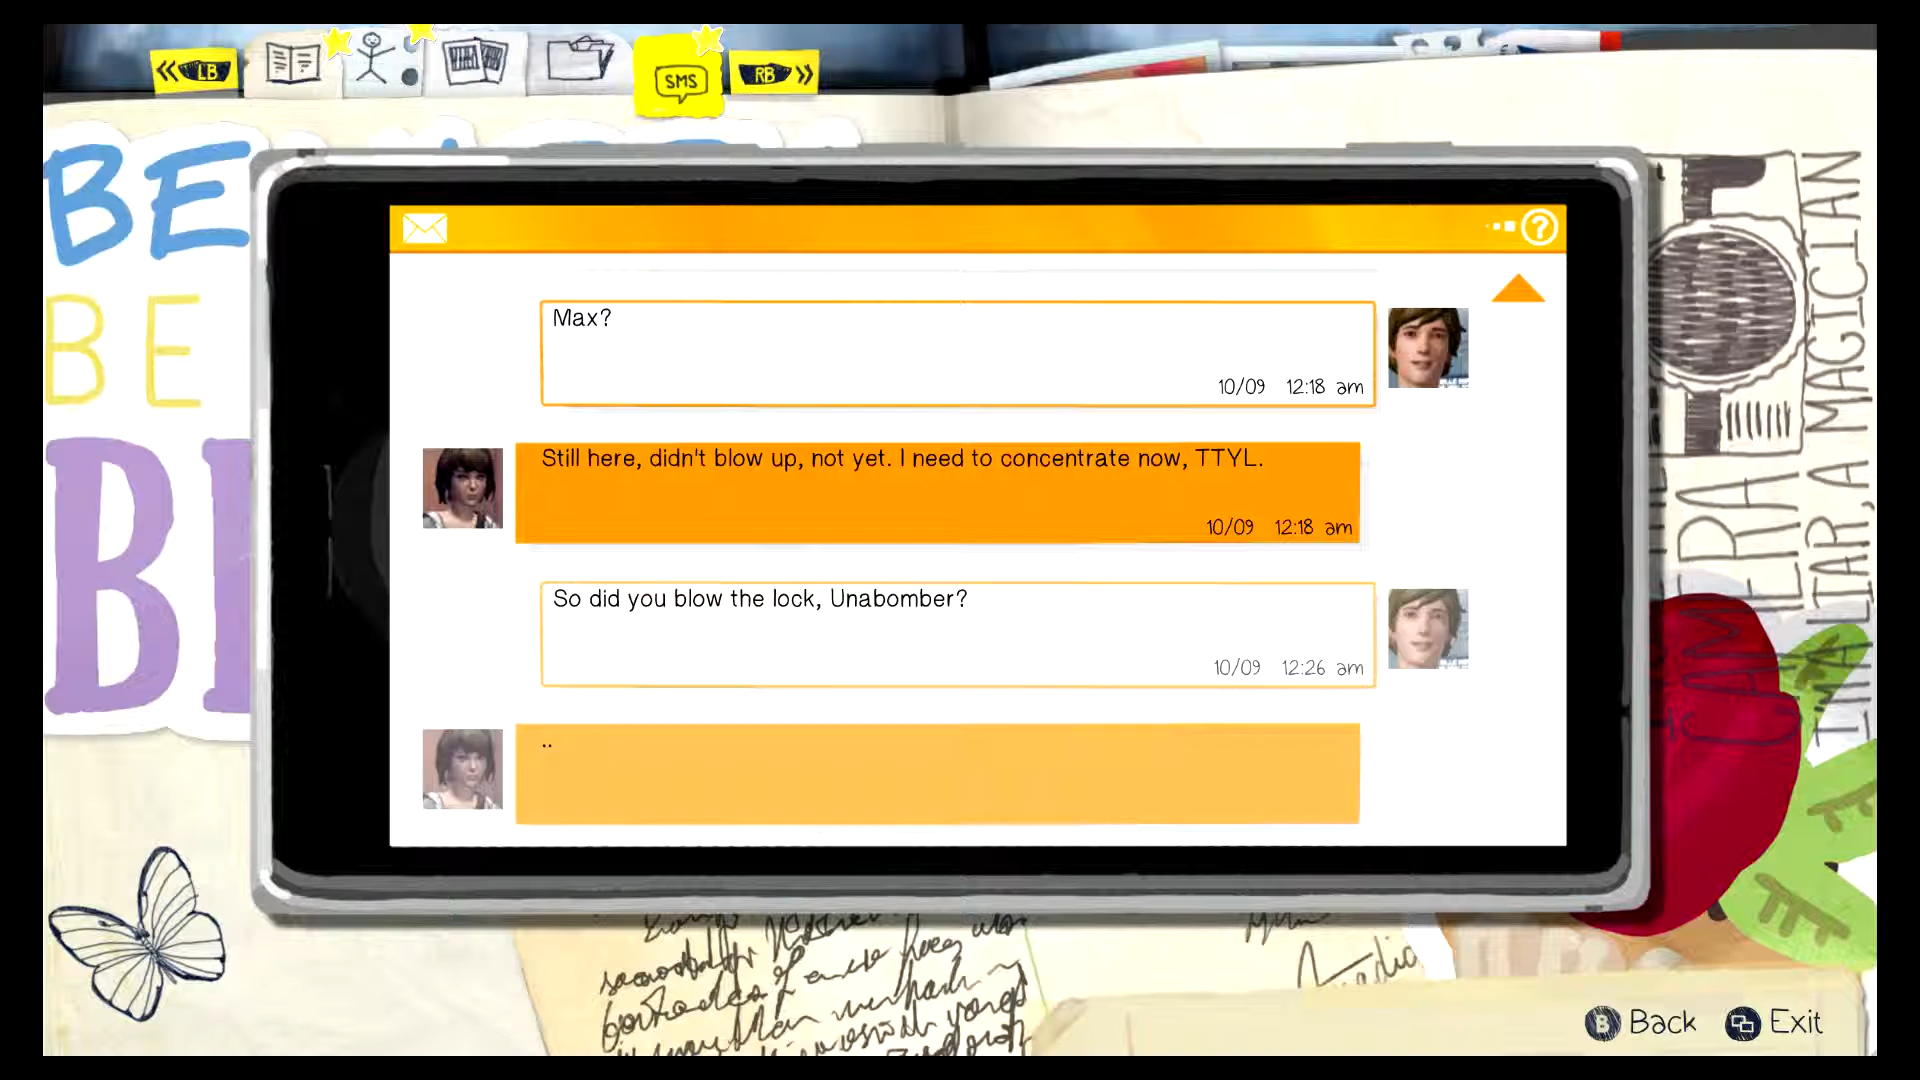 LB
SMS
RB
BE
BE
Max?
10/09 12:18 am
Still here, didn't blow up, not yet. I need to concentrate now, TTYL.
10/09 12:18 am
So did you blow the lock, Unabomber?
10/09 12:26 am
..
CAMERA
I'M A LIAR, A MAGICIAN
B Back
Exit